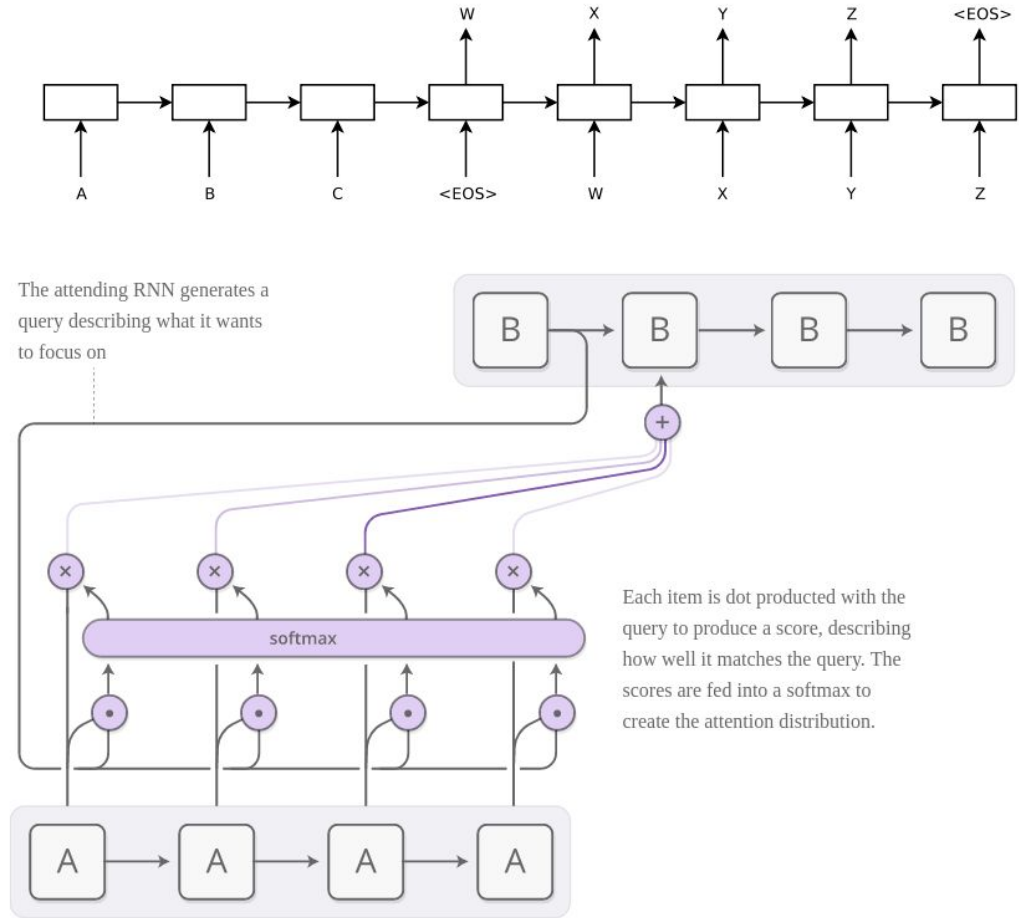 W X Y Z <EOS>
A B C <EOS> W X Y Z
The attending RNN generates a
query describing what it wants
to focus on
B B B B
+
× × × ×
softmax
Each item is dot producted with the
query to produce a score, describing
how well it matches the query. The
scores are fed into a softmax to
create the attention distribution.
A A A A